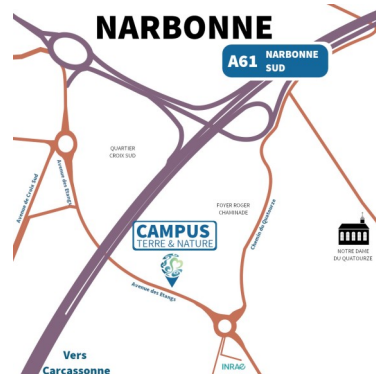 NARBONNE
A61 NARBONNE
SUD
QUARTIER
CROIX SUD
Avenue de Croix Sud
Avenue des Etangs
FOYER ROGER
CHAMINADE
Chemin du Quatourze
CAMPUS
TERRE & NATURE
NOTRE DAME
DU QUATOURZE
Avenue des Etangs
Vers
Carcassonne
INRAE